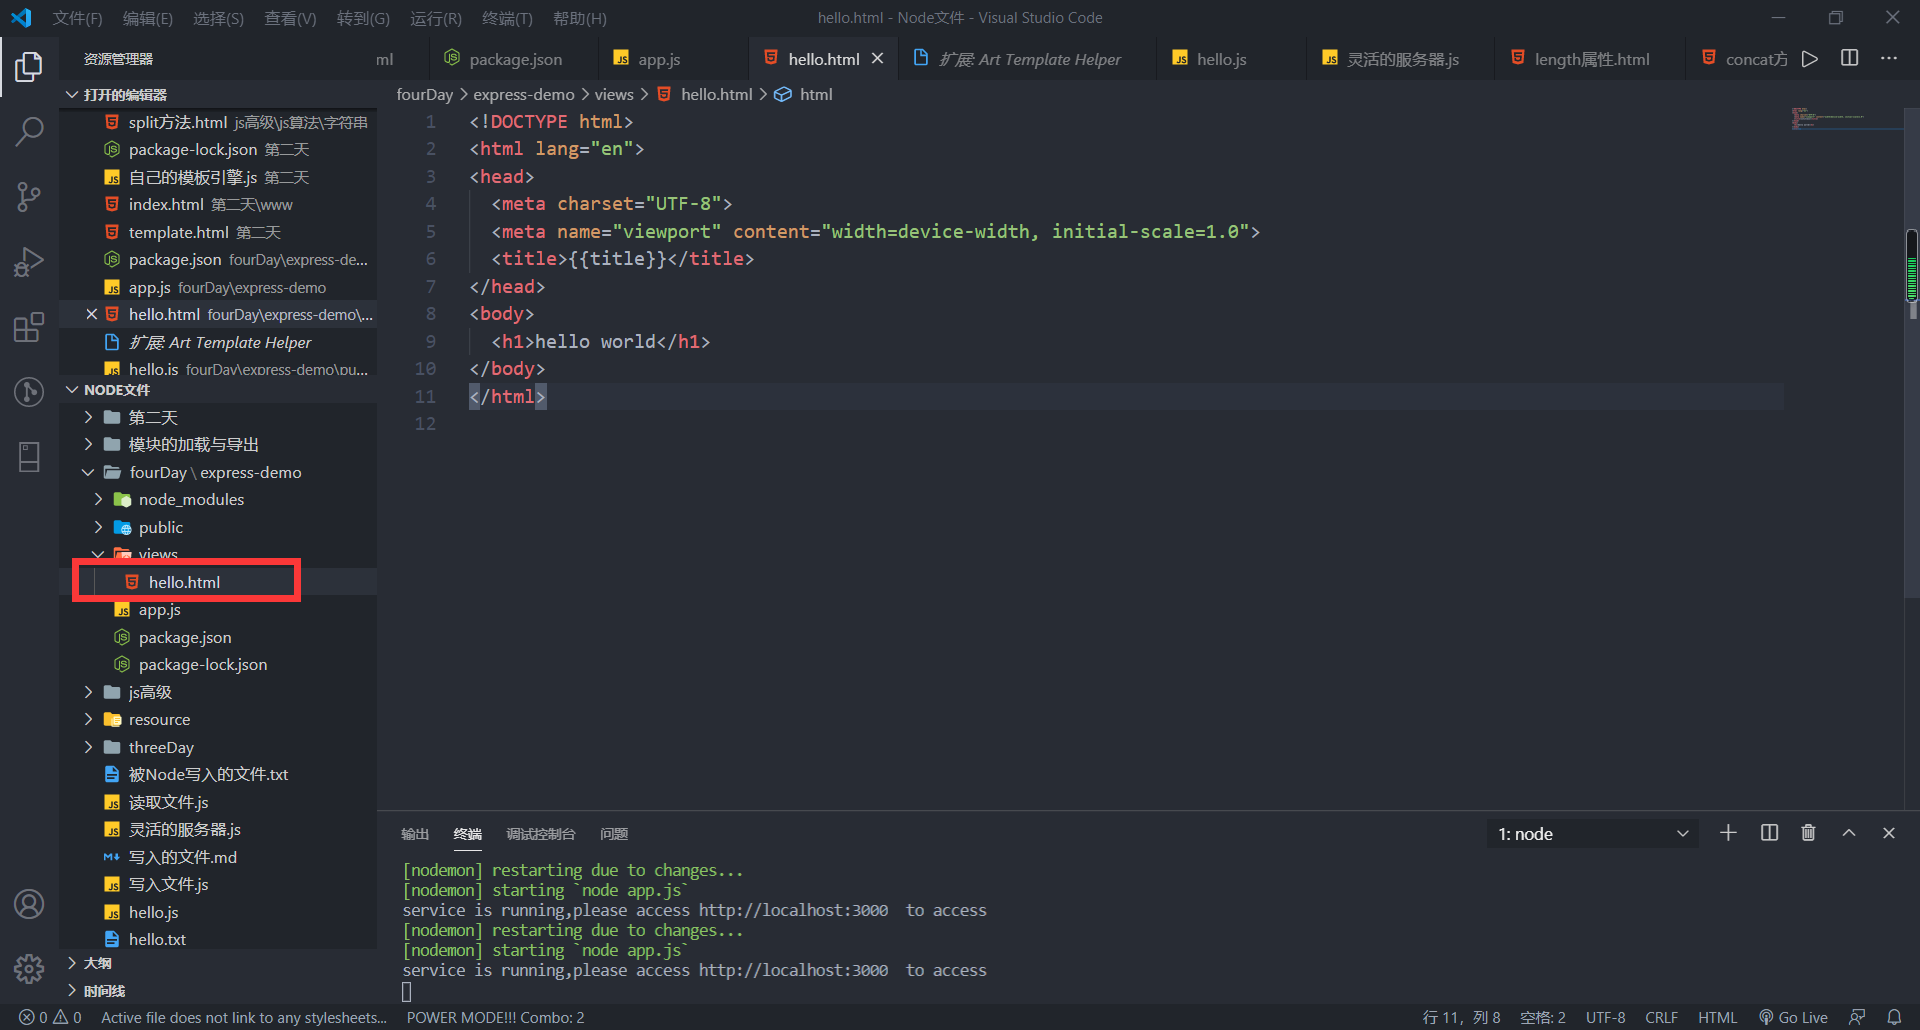 文件(F) 编辑(E) 选择(S) 查看(V) 转到(G) 运行(R) 终端(T) 帮助(H) hello.html - Node文件 - Visual Studio Code
资源管理器
ml package.json app.js hello.html 扩展: Art Template Helper hello.js 灵活的服务器.js length属性.html concat方
打开的编辑器
split方法.html js高级\js算法\字符串
package-lock.json 第二天
自己的模板引擎.js 第二天
index.html 第二天\www
template.html 第二天
package.json fourDay\express-de...
app.js fourDay\express-demo
hello.html fourDay\express-demo\...
扩展: Art Template Helper
hello.js fourDay\express-demo\pu...
NODE文件
第二天
模块的加载与导出
fourDay \ express-demo
node_modules
public
views
hello.html
app.js
package.json
package-lock.json
js高级
resource
threeDay
被Node写入的文件.txt
读取文件.js
灵活的服务器.js
写入的文件.md
写入文件.js
hello.js
hello.txt
大纲
时间线
fourDay > express-demo > views > hello.html > html
1 <!DOCTYPE html>
2 <html lang="en">
3 <head>
4 <meta charset="UTF-8">
5 <meta name="viewport" content="width=device-width, initial-scale=1.0">
6 <title>{{title}}</title>
7 </head>
8 <body>
9 <h1>hello world</h1>
10 </body>
11 </html>
12
输出 终端 调试控制台 问题 1: node
[nodemon] restarting due to changes...
[nodemon] starting `node app.js`
service is running,please access http://localhost:3000  to access
[nodemon] restarting due to changes...
[nodemon] starting `node app.js`
service is running,please access http://localhost:3000  to access
0 0 Active file does not link to any stylesheets... POWER MODE!!! Combo: 2 行 11，列 8 空格: 2 UTF-8 CRLF HTML Go Live